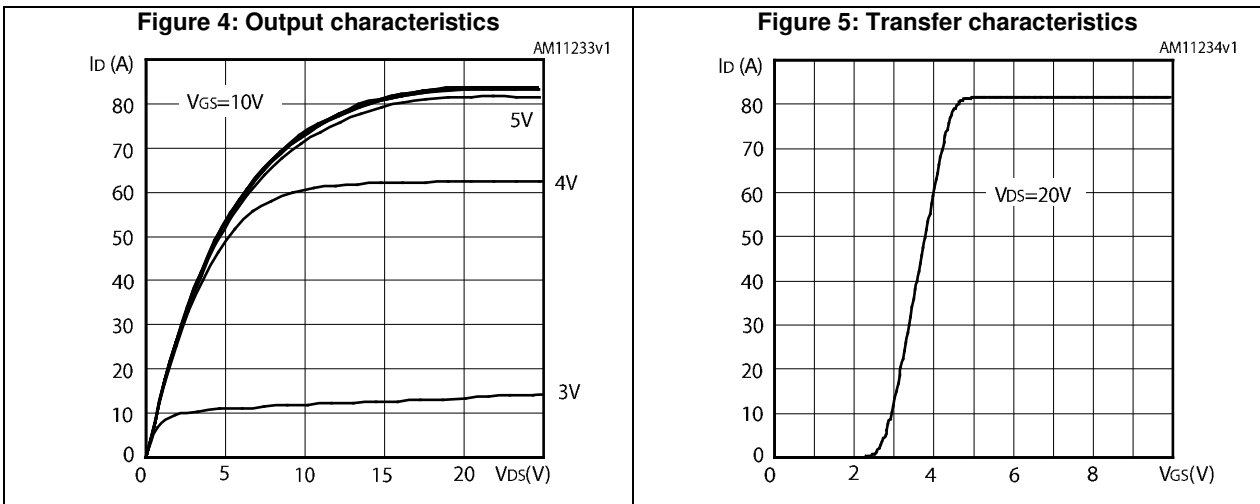 Figure 4: Output characteristics
AM11233v1
ID (A)
VGS=10V
80
5V
70
60
4V
50
40
30
20
3V
10
0
0 5 10 15 20 VDS(V)
Figure 5: Transfer characteristics
AM11234v1
ID (A)
80
70
60
VDS=20V
50
40
30
20
10
0
0 2 4 6 8 VGS(V)